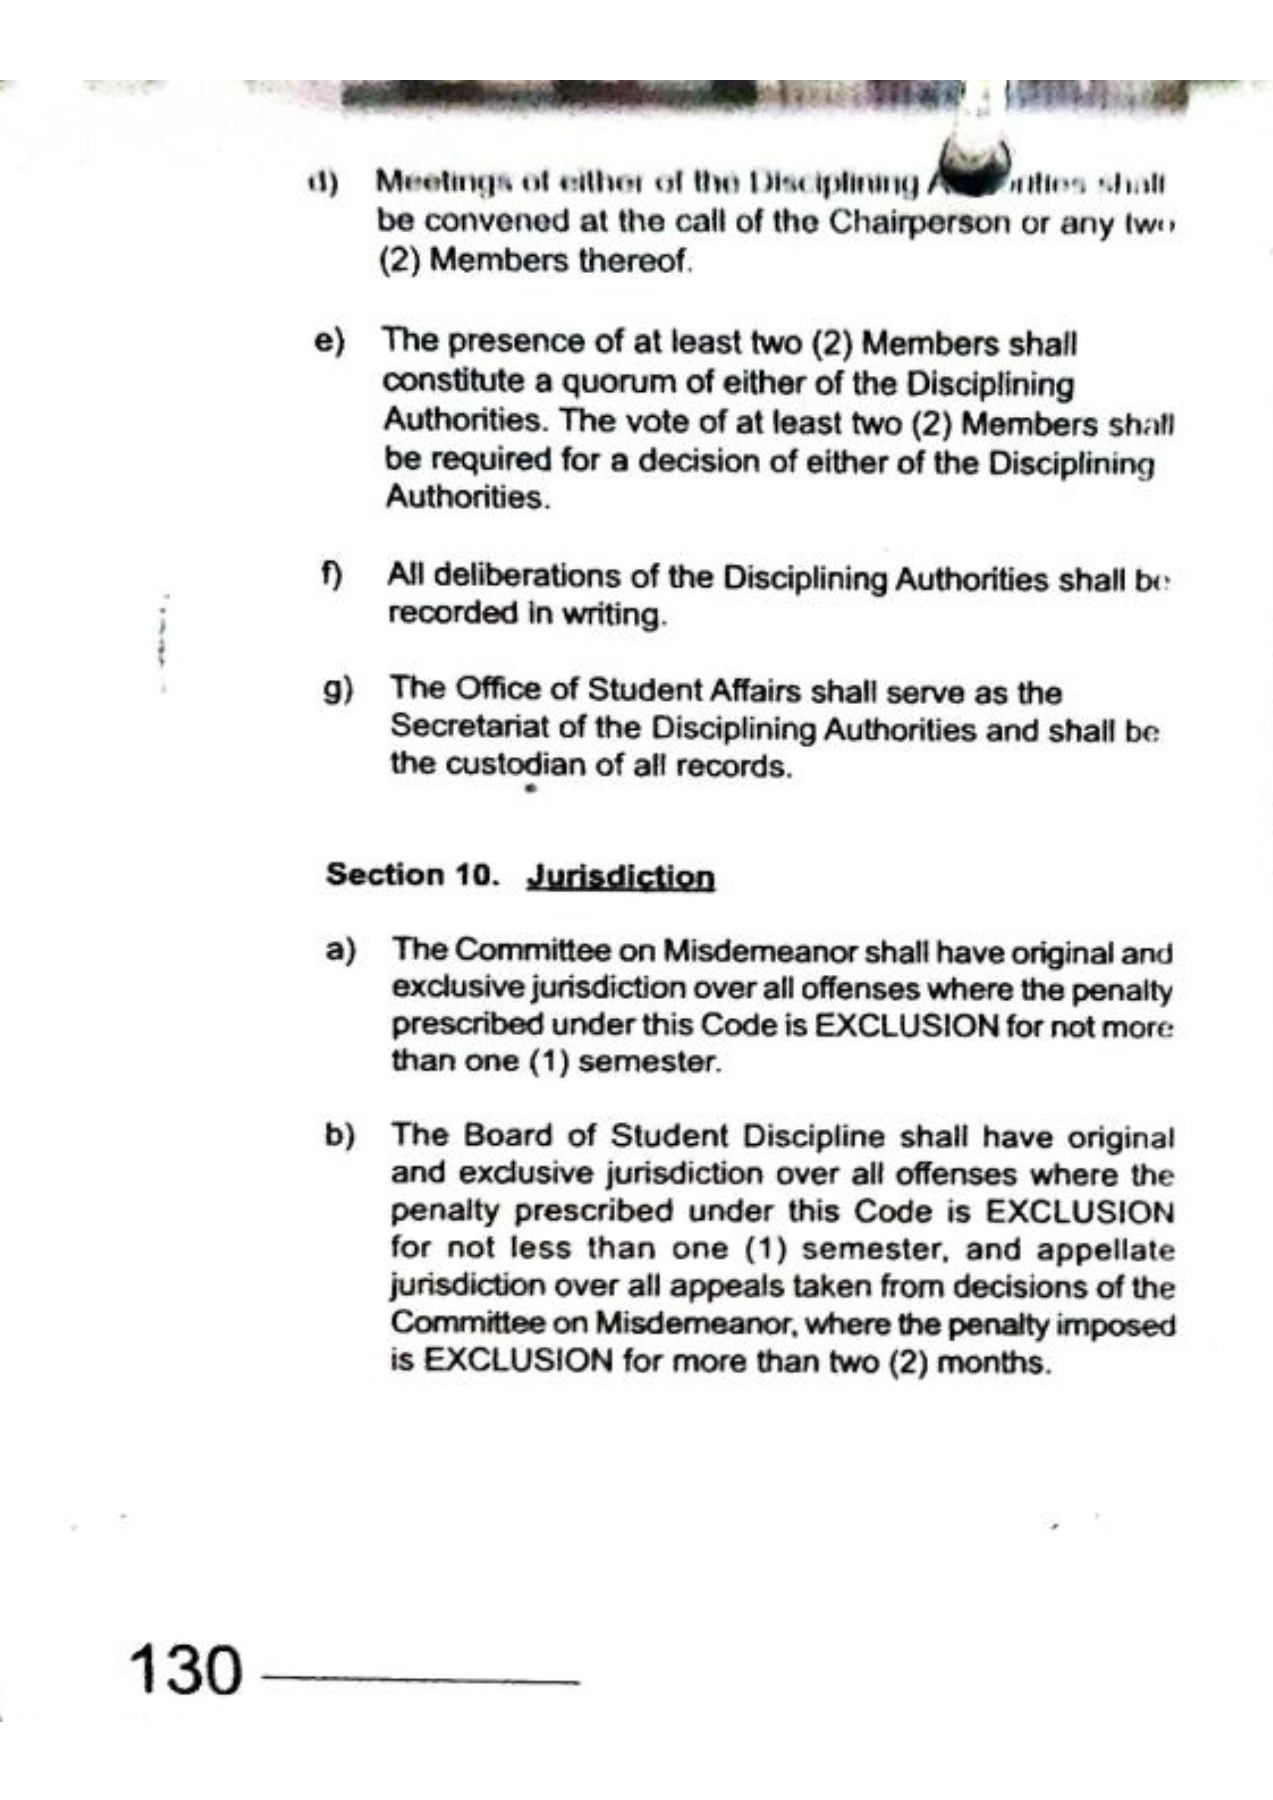 d) Meetings of either of the Disciplining shall
be convened at the call of the Chairperson or any two
(2) Members thereof.
e) The presence of at least two (2) Members shall
constitute a quorum of either of the Disciplining
Authorities. The vote of at least two (2) Members shall
be required for a decision of either of the Disciplining
Authorities.
f) All deliberations of the Disciplining Authorities shall be
recorded in writing.
g) The Office of Student Affairs shall serve as the
Secretariat of the Disciplining Authorities and shall be
the custodian of all records.
Section 10. Jurisdiction
a) The Committee on Misdemeanor shall have original and
exclusive jurisdiction over all offenses where the penalty
prescribed under this Code is EXCLUSION for not more
than one (1) semester.
b) The Board of Student Discipline shall have original
and exclusive jurisdiction over all offenses where the
penalty prescribed under this Code is EXCLUSION
for not less than one (1) semester, and appellate
jurisdiction over all appeals taken from decisions of the
Committee on Misdemeanor, where the penalty imposed
is EXCLUSION for more than two (2) months.
130